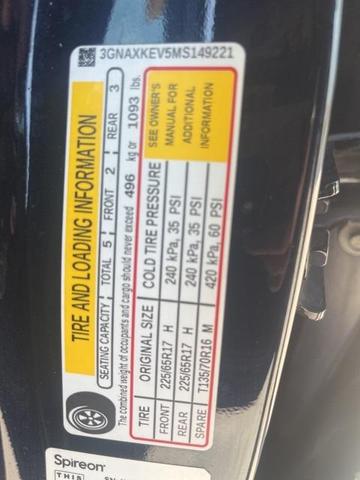 3GNAXKEV5MS149221
TIRE AND LOADING INFORMATION
SEATING CAPACITY: TOTAL 5 FRONT 2 REAR 3
The combined weight of occupants and cargo should never exceed 496 kg or 1093 lbs.
TIRE ORIGINAL SIZE COLD TIRE PRESSURE
FRONT 225/65R17 H 240 kPa, 35 PSI
REAR 225/65R17 H 240 kPa, 35 PSI
SPARE T135/70R16 M 420 kPa, 60 PSI
SEE OWNER'S
MANUAL FOR
ADDITIONAL
INFORMATION
Spireon
THIS